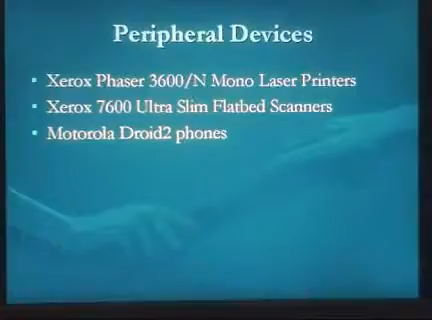 Peripheral Devices
• Xerox Phaser 3600/N Mono Laser Printers
• Xerox 7600 Ultra Slim Flatbed Scanners
• Motorola Droid2 phones